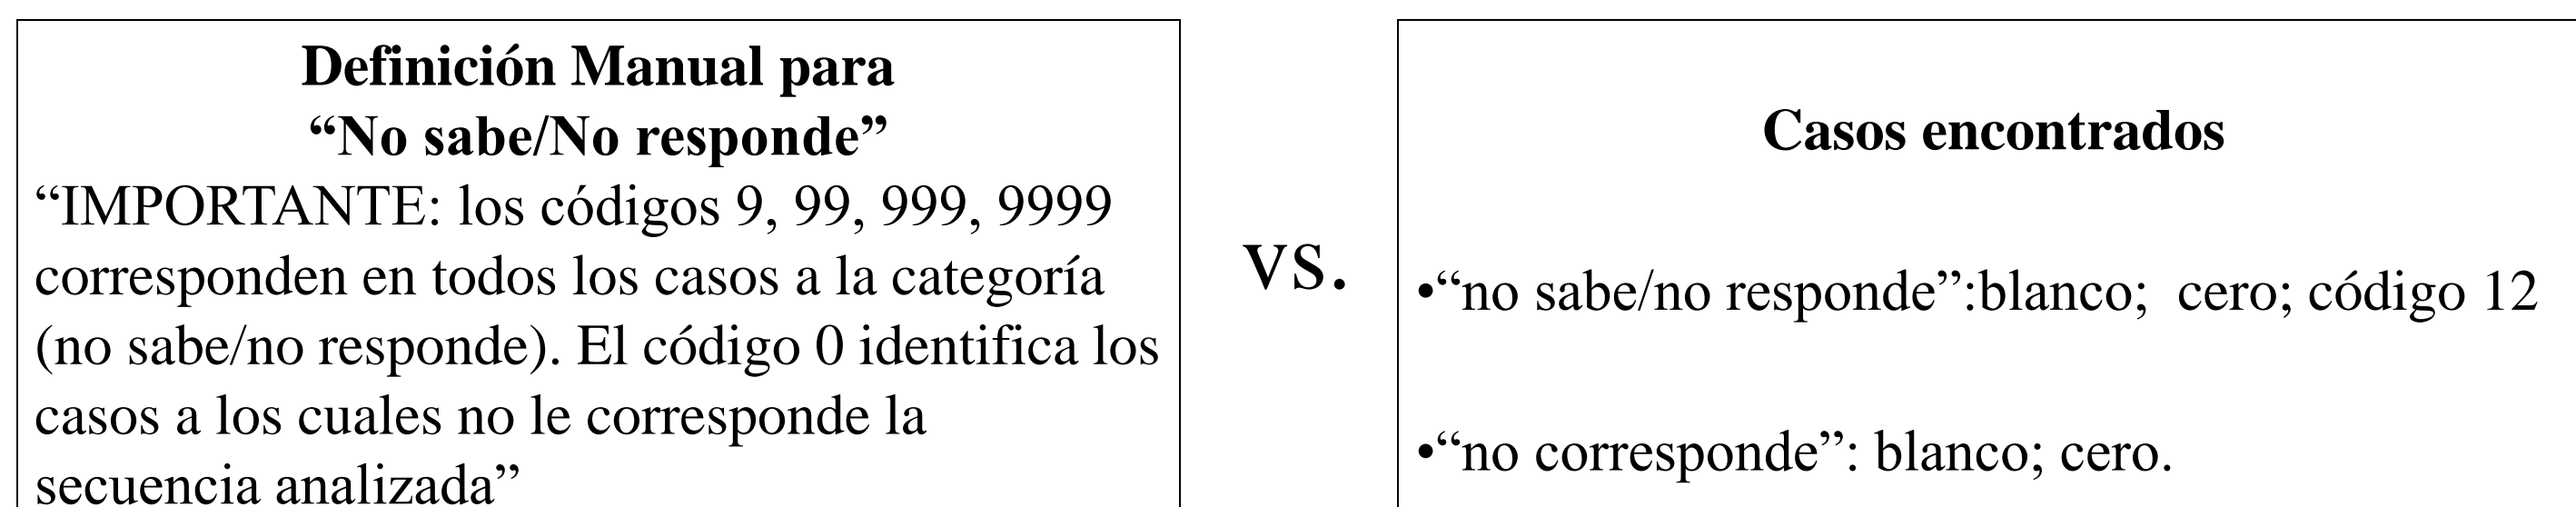 Definición Manual para
“No sabe/No responde”
“IMPORTANTE: los códigos 9, 99, 999, 9999
corresponden en todos los casos a la categoría
(no sabe/no responde). El código 0 identifica los
casos a los cuales no le corresponde la
secuencia analizada”
vs.
Casos encontrados
•“no sabe/no responde”:blanco;  cero; código 12
•“no corresponde”: blanco; cero.